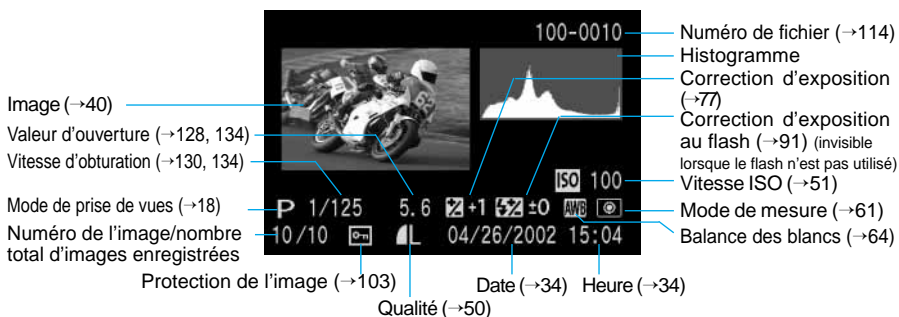 100-0010
Numéro de fichier (→114)
Histogramme
Correction d'exposition
(→77)
Correction d'exposition
au flash (→91) (invisible
lorsque le flash n'est pas utilisé)
Vitesse ISO (→51)
Mode de mesure (→61)
Balance des blancs (→64)
Image (→40)
Valeur d'ouverture (→128, 134)
Vitesse d'obturation (→130, 134)
Mode de prise de vues (→18)
Numéro de l'image/nombre
total d'images enregistrées
ISO 100
P 1/125 5.6 +1 ±0 AWB
10/10 L 04/26/2002 15:04
Protection de l'image (→103)
Qualité (→50)
Date (→34) Heure (→34)